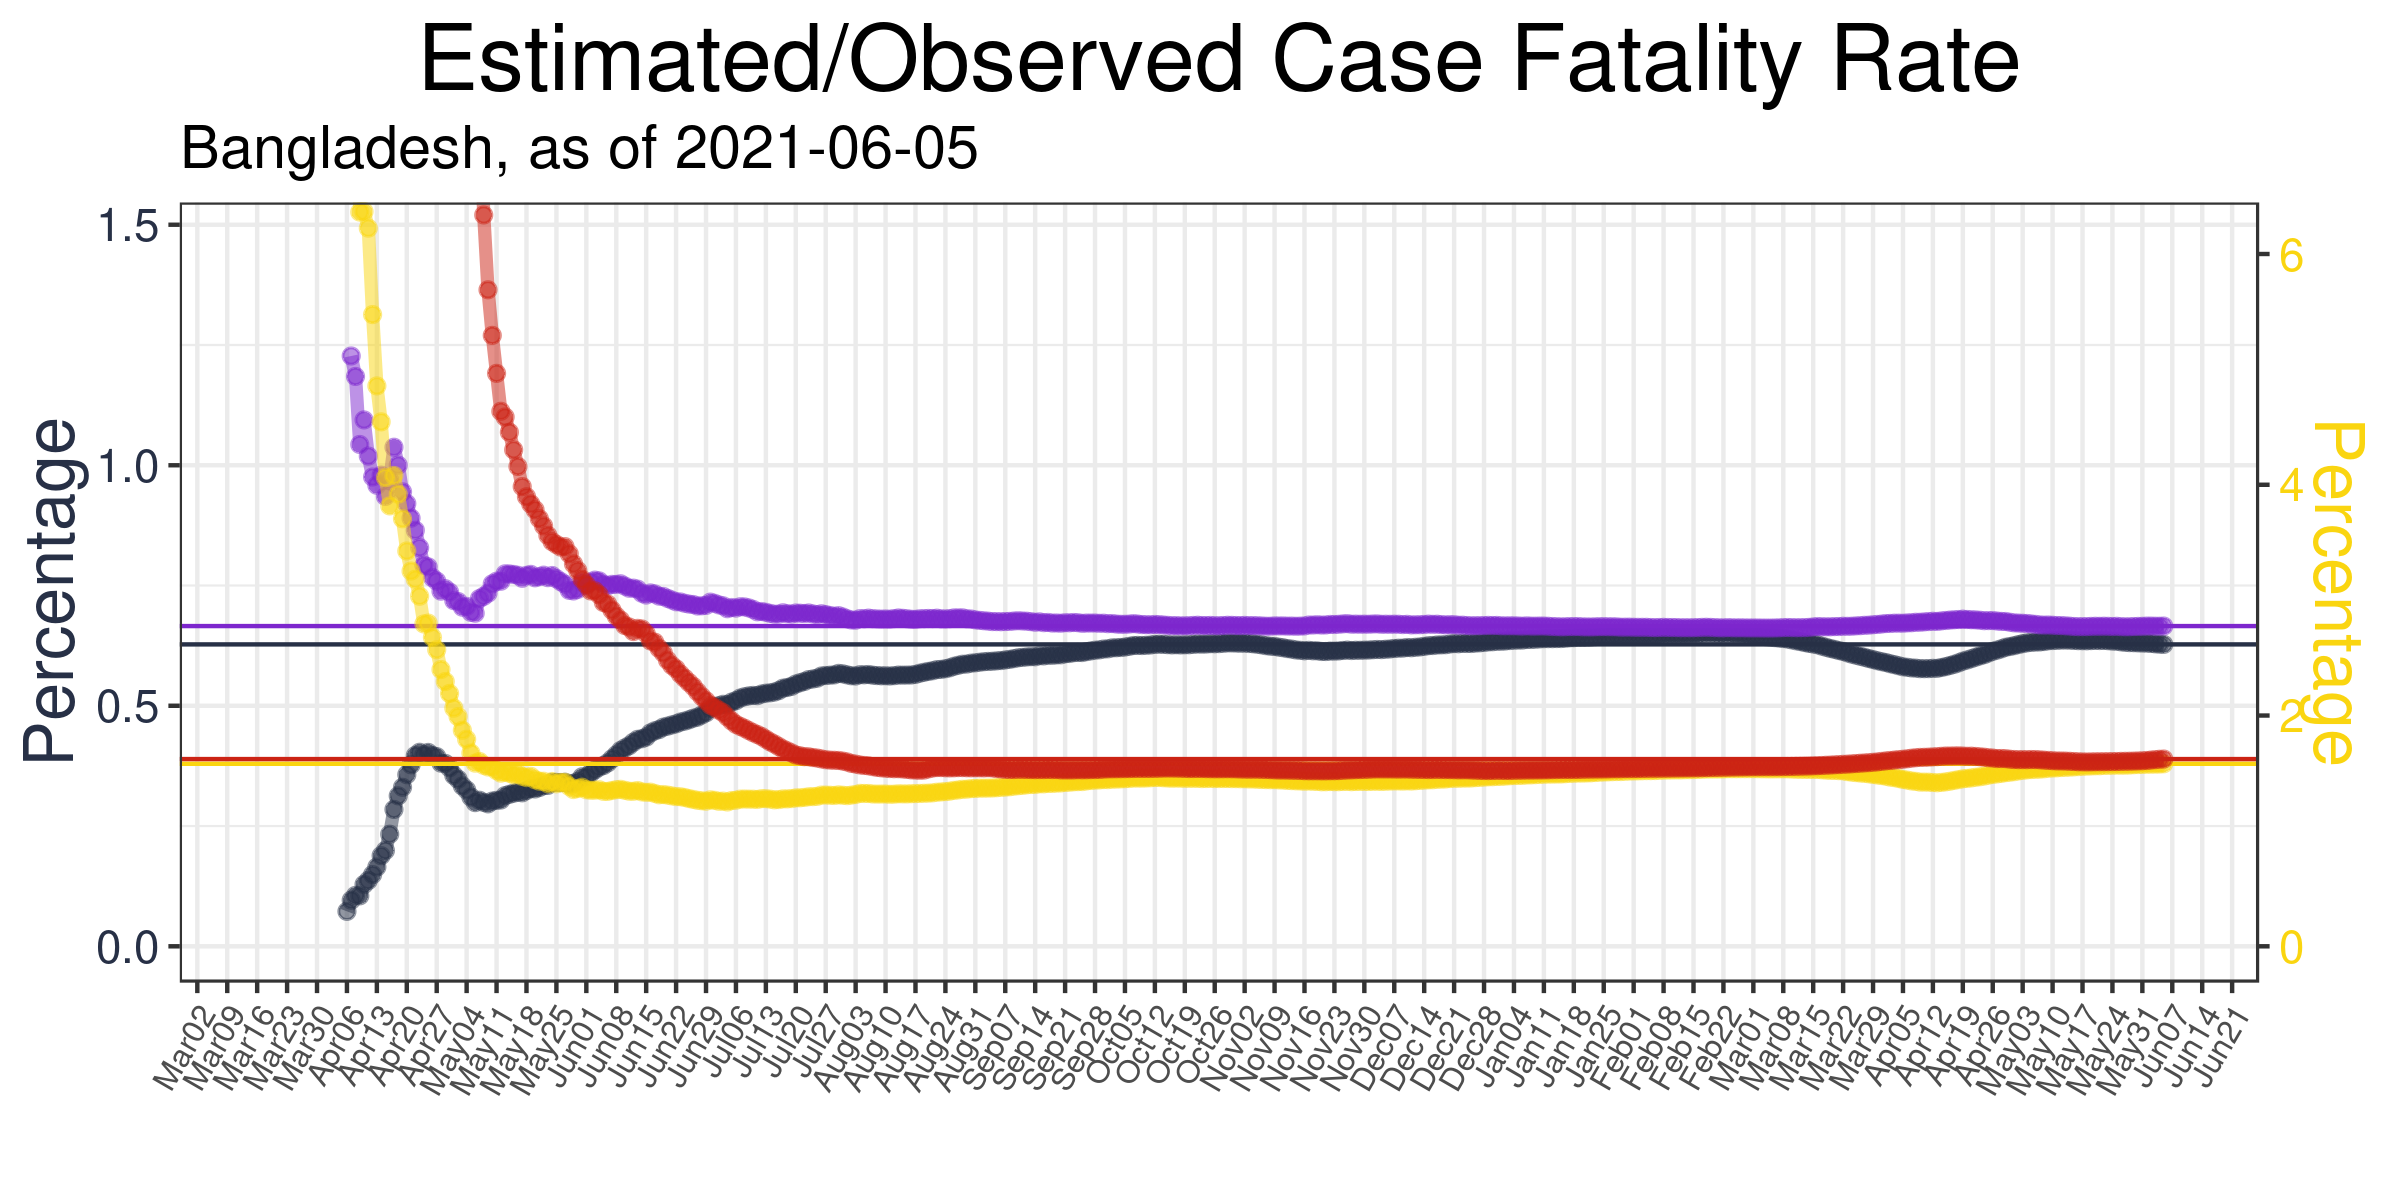 Estimated/Observed Case Fatality Rate
Bangladesh, as of 2021-06-05
Percentage
1.5
1.0
0.5
0.0
6
4
2
0
Percentage
Mar02
Mar09
Mar16
Mar23
Mar30
Apr06
Apr13
Apr20
Apr27
May04
May11
May18
May25
Jun01
Jun08
Jun15
Jun22
Jun29
Jul06
Jul13
Jul20
Jul27
Aug03
Aug10
Aug17
Aug24
Aug31
Sep07
Sep14
Sep21
Sep28
Oct05
Oct12
Oct19
Oct26
Nov02
Nov09
Nov16
Nov23
Nov30
Dec07
Dec14
Dec21
Dec28
Jan04
Jan11
Jan18
Jan25
Feb01
Feb08
Feb15
Feb22
Mar01
Mar08
Mar15
Mar22
Mar29
Apr05
Apr12
Apr19
Apr26
May03
May10
May17
May24
May31
Jun07
Jun14
Jun21